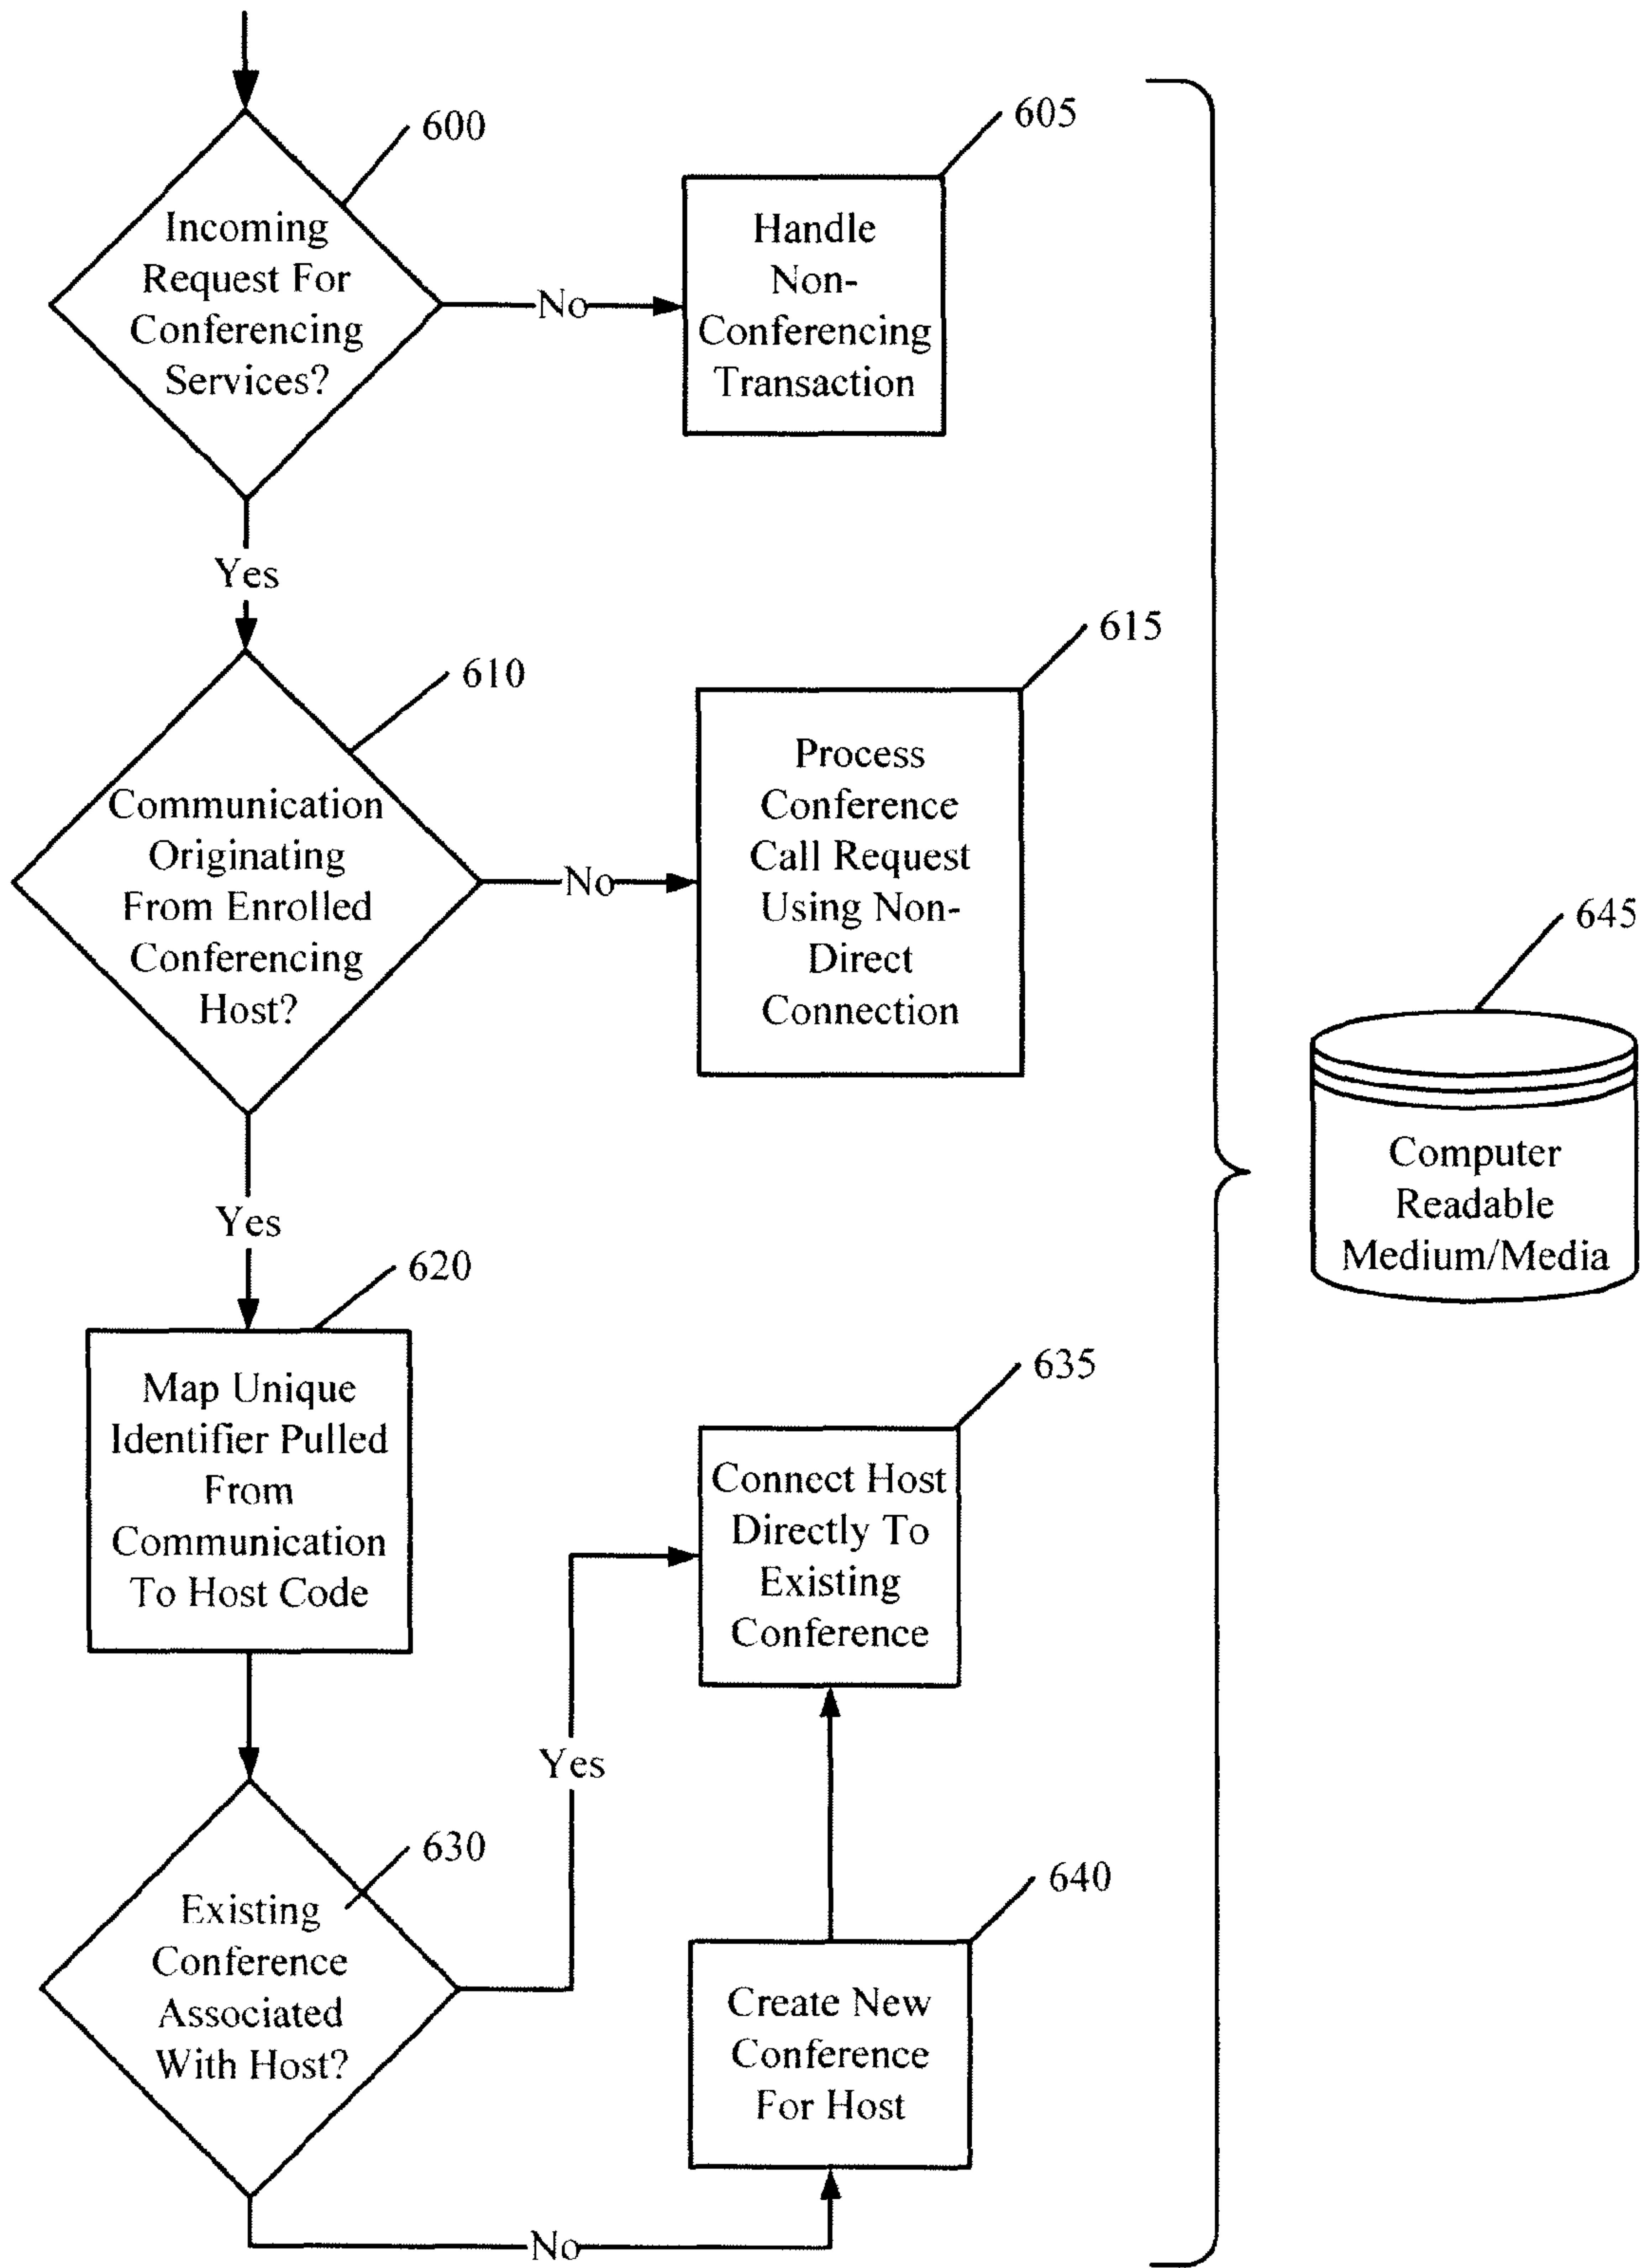 600
Incoming
Request For
Conferencing
Services?
No
605
Handle
Non-
Conferencing
Transaction
Yes
610
Communication
Originating
From Enrolled
Conferencing
Host?
No
615
Process
Conference
Call Request
Using Non-
Direct
Connection
Yes
620
Map Unique
Identifier Pulled
From
Communication
To Host Code
630
Existing
Conference
Associated
With Host?
Yes
635
Connect Host
Directly To
Existing
Conference
No
640
Create New
Conference
For Host
645
Computer
Readable
Medium/Media